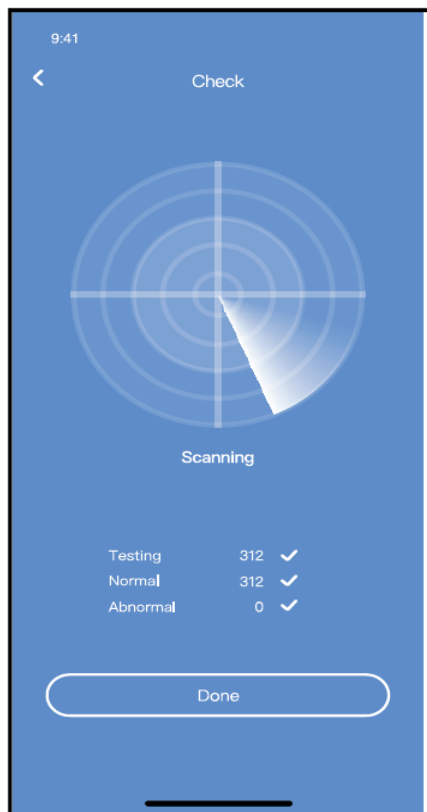 9:41
Check
Scanning
Testing 312
Normal 312
Abnormal 0
Done